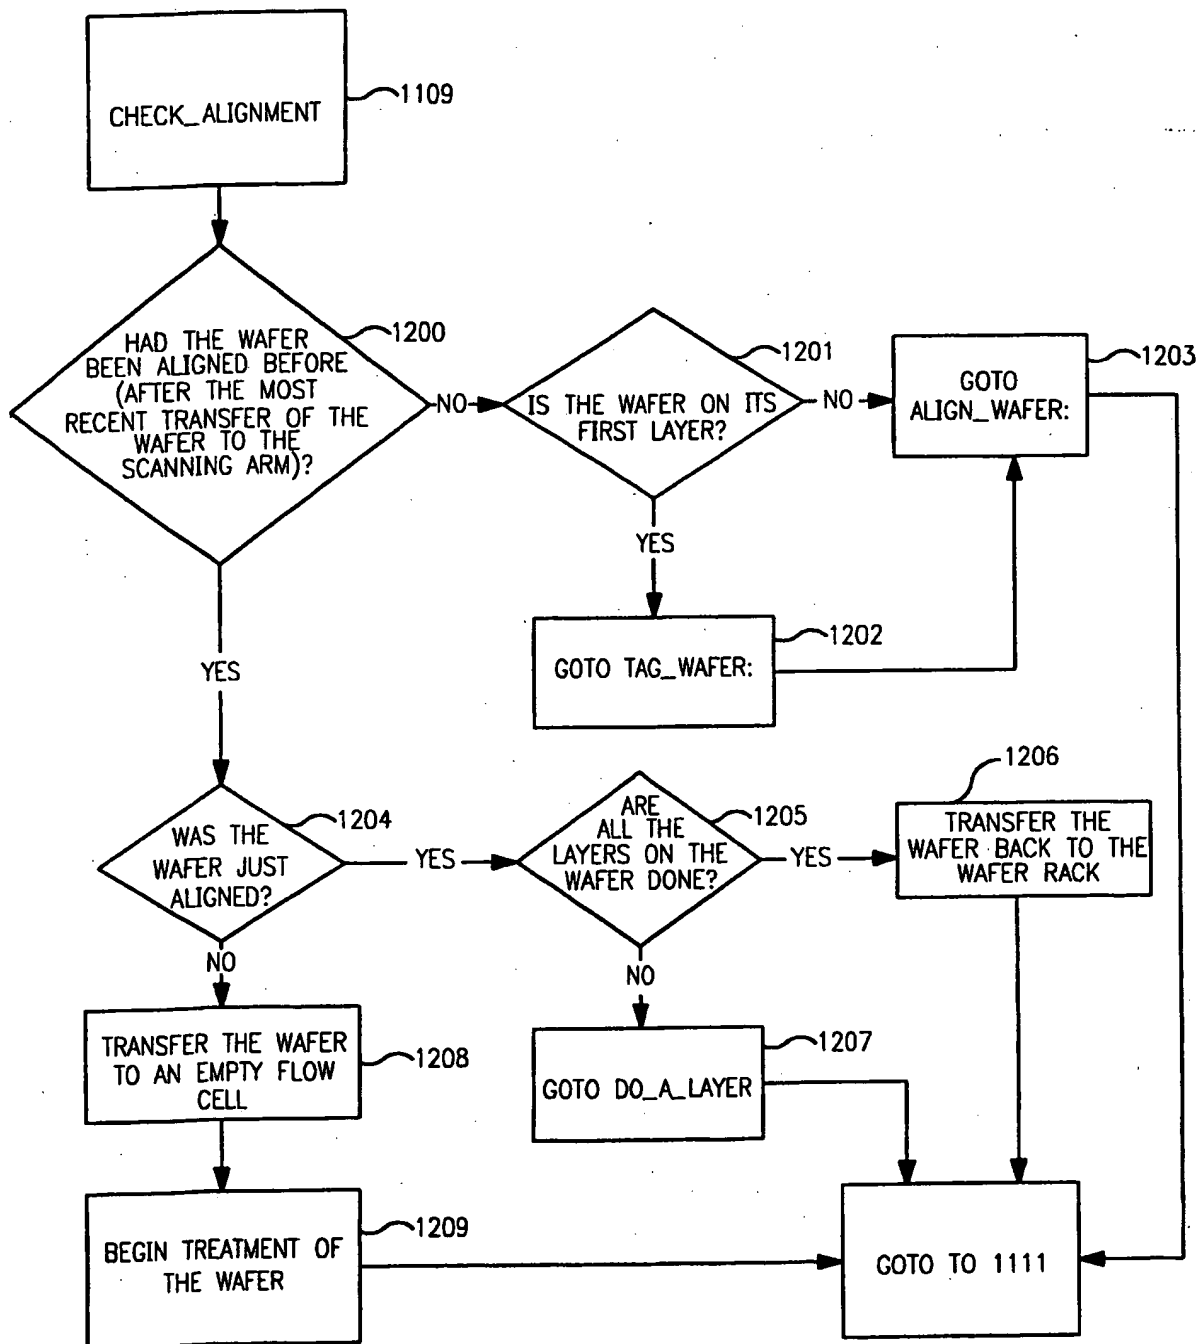 CHECK_ALIGNMENT
1109
HAD THE WAFER
BEEN ALIGNED BEFORE
(AFTER THE MOST
RECENT TRANSFER OF THE
WAFER TO THE
SCANNING ARM)?
1200
NO
IS THE WAFER ON ITS
FIRST LAYER?
1201
NO
GOTO
ALIGN_WAFER:
1203
YES
GOTO TAG_WAFER:
1202
YES
WAS THE
WAFER JUST
ALIGNED?
1204
YES
ARE
ALL THE
LAYERS ON THE
WAFER DONE?
1205
YES
TRANSFER THE
WAFER BACK TO THE
WAFER RACK
1206
NO
NO
TRANSFER THE WAFER
TO AN EMPTY FLOW
CELL
1208
GOTO DO_A_LAYER
1207
BEGIN TREATMENT OF
THE WAFER
1209
GOTO TO 1111